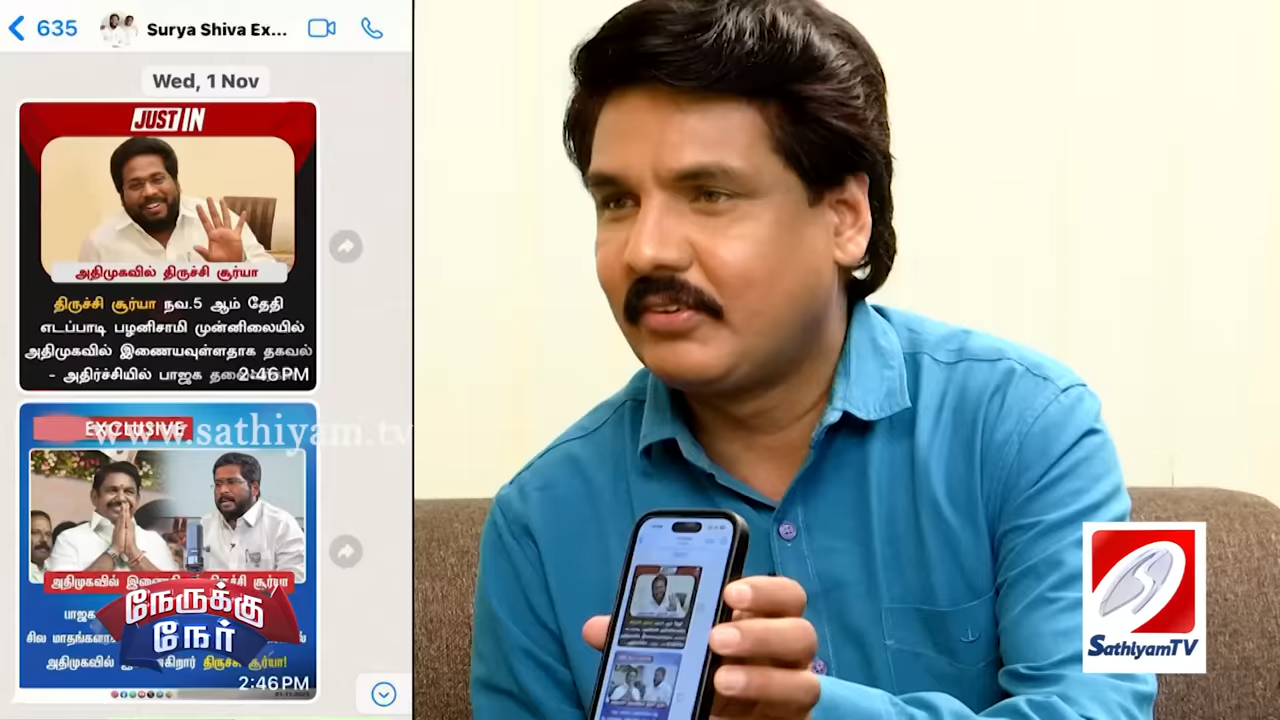 635
Surya Shiva Ex...
Wed, 1 Nov
JUST IN
அதிமுகவில் திருச்சி சூர்யா
திருச்சி சூர்யா நவ.5 ஆம் தேதி
எடப்பாடி பழனிசாமி முன்னிலையில்
அதிமுகவில் இணையவுள்ளதாக தகவல்
- அதிர்ச்சியில் பாஜக
2:46 PM
EXCLUSIVE
www.sathiyam.tv
அதிமுகவில் திருச்சி சூர்யா
நேருக்கு
நேர்
பாஜக
சில
அதிமுகவில் திருச்சி சூர்யா!
2:46 PM
SathiyamTV